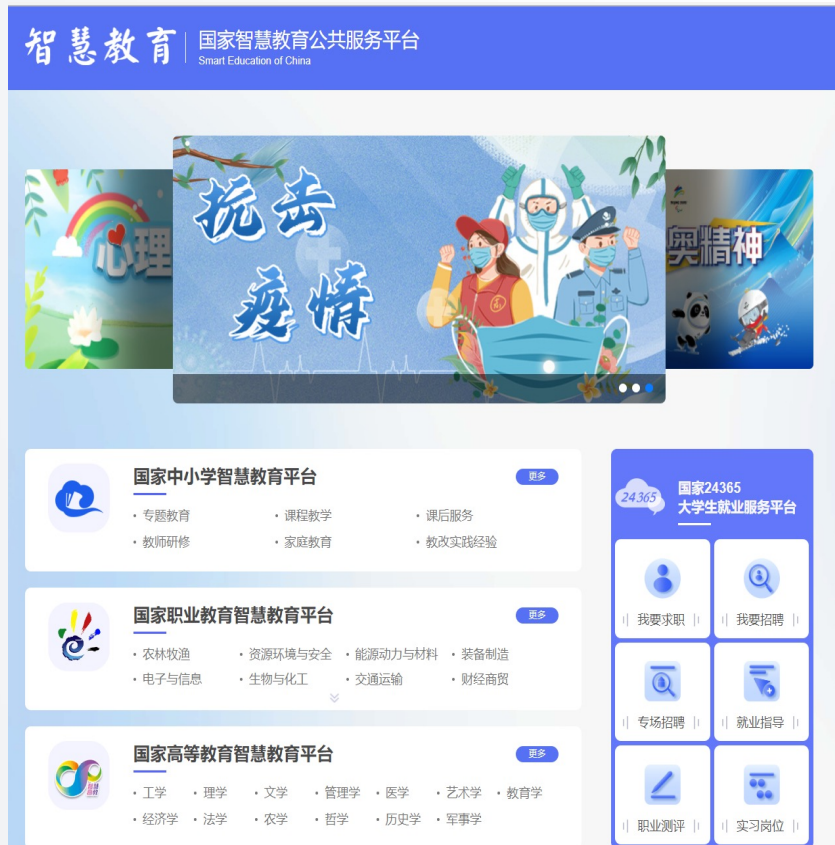 智慧教育
国家智慧教育公共服务平台
Smart Education of China
心理
抗击
疫情
奥精神
国家中小学智慧教育平台
更多
· 专题教育 · 课程教学 · 课后服务
· 教师研修 · 家庭教育 · 教改实践经验
国家职业教育智慧教育平台
更多
· 农林牧渔 · 资源环境与安全 · 能源动力与材料 · 装备制造
· 电子与信息 · 生物与化工 · 交通运输 · 财经商贸
国家高等教育智慧教育平台
更多
· 工学 · 理学 · 文学 · 管理学 · 医学 · 艺术学 · 教育学
· 经济学 · 法学 · 农学 · 哲学 · 历史学 · 军事学
24365
国家24365
大学生就业服务平台
我要求职 我要招聘
专场招聘 就业指导
职业测评 实习岗位